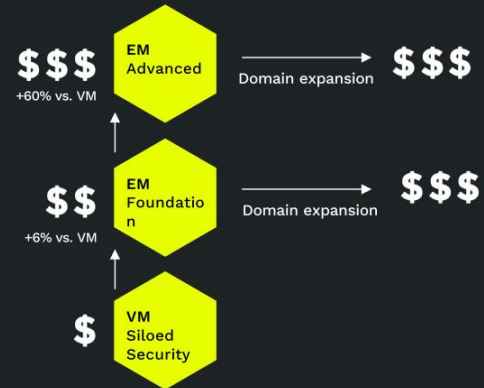 EM
Advanced
$$$
+60% vs. VM
Domain expansion
$$$
EM
Foundatio
n
$$
+6% vs. VM
Domain expansion
$$$
VM
Siloed
Security
$